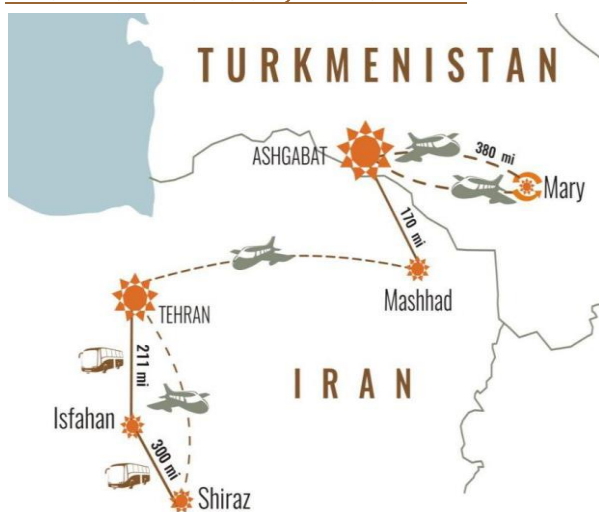 TURKMENISTAN
ASHGABAT
380 mi
Mary
170 mi
Mashhad
TEHRAN
211 mi
IRAN
Isfahan
300 mi
Shiraz